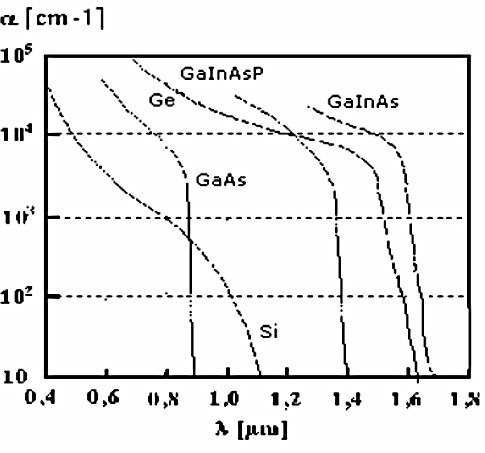 α [cm-1]
10⁵
GaInAsP
Ge
GaInAs
10⁴
GaAs
10³
10²
Si
10
0,4 0,6 0,8 1,0 1,2 1,4 1,6 1,8
λ [μm]